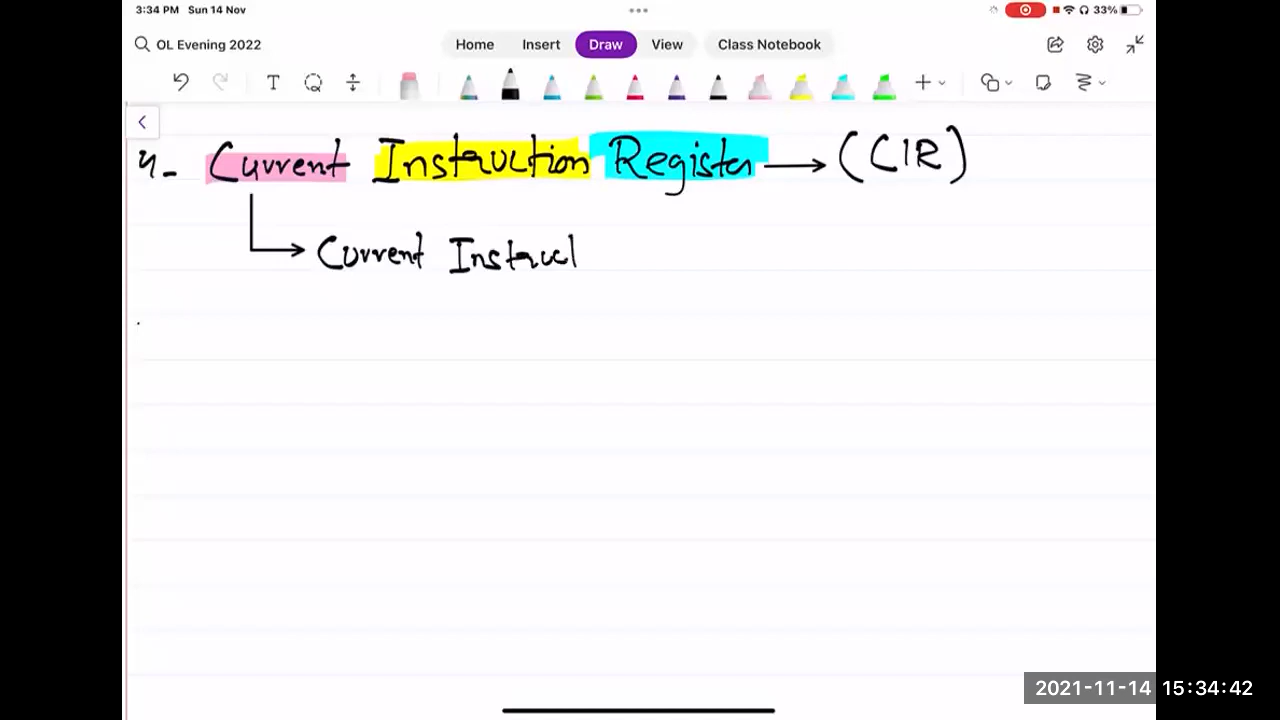 3:34 PM Sun 14 Nov
33%
OL Evening 2022
Home Insert Draw View Class Notebook
4- Current Instruction Register → (CIR)
Current Instruct
2021-11-14 15:34:42